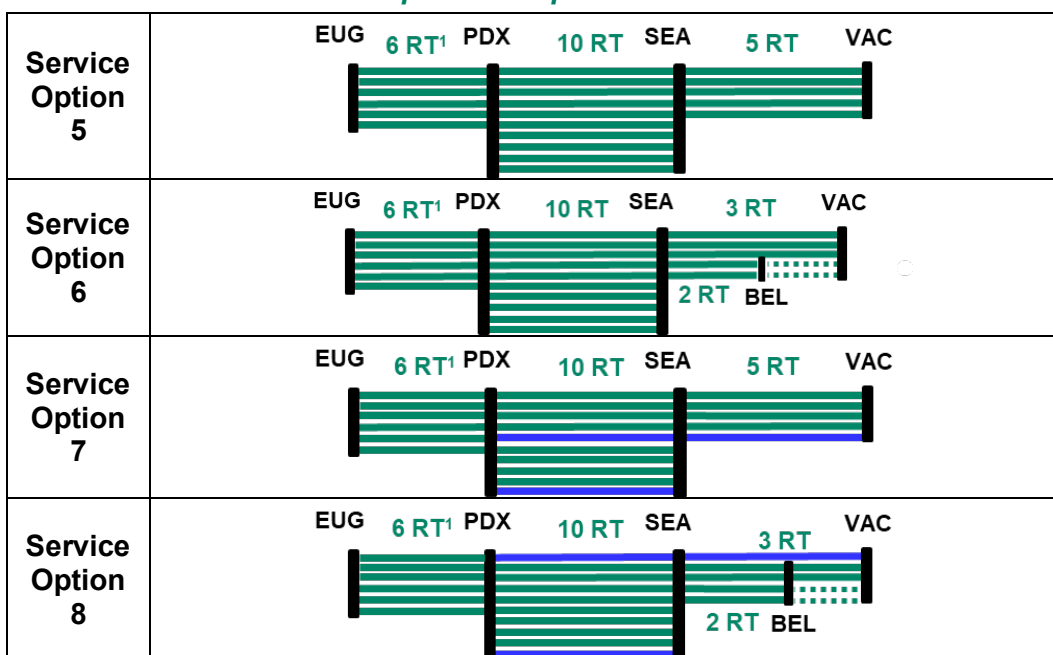 Service
Option
5
EUG 6 RT¹ PDX 10 RT SEA 5 RT VAC
Service
Option
6
EUG 6 RT¹ PDX 10 RT SEA 3 RT VAC
2 RT BEL
Service
Option
7
EUG 6 RT¹ PDX 10 RT SEA 5 RT VAC
Service
Option
8
EUG 6 RT¹ PDX 10 RT SEA 3 RT VAC
2 RT BEL